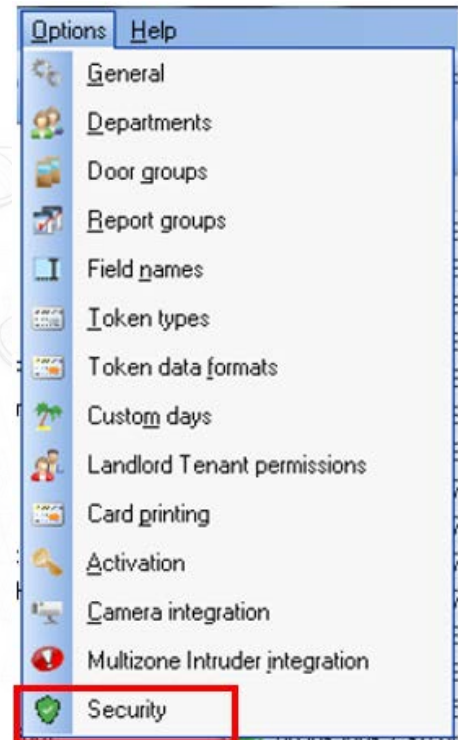 Options Help
General
Departments
Door groups
Report groups
Field names
Token types
Token data formats
Custom days
Landlord Tenant permissions
Card printing
Activation
Camera integration
Multizone Intruder integration
Security